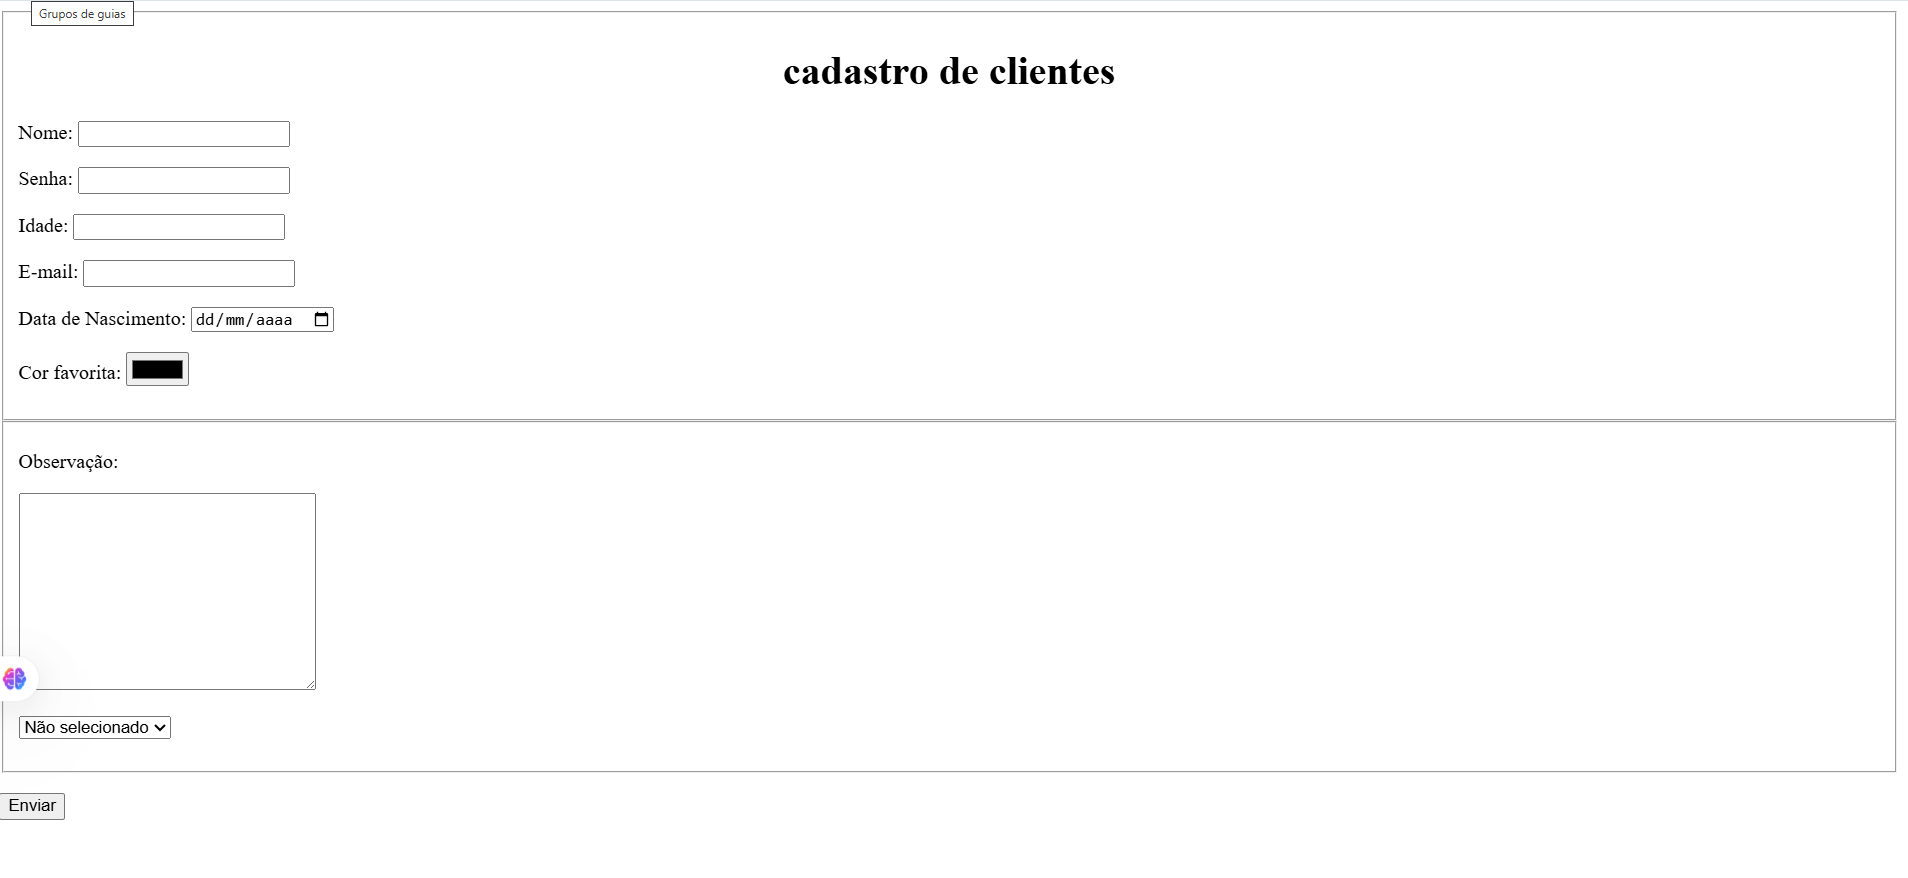 Grupos de guias
cadastro de clientes
Nome:
Senha:
Idade:
E-mail:
Data de Nascimento: dd/mm/aaaa
Cor favorita:
Observação:
Não selecionado
Enviar